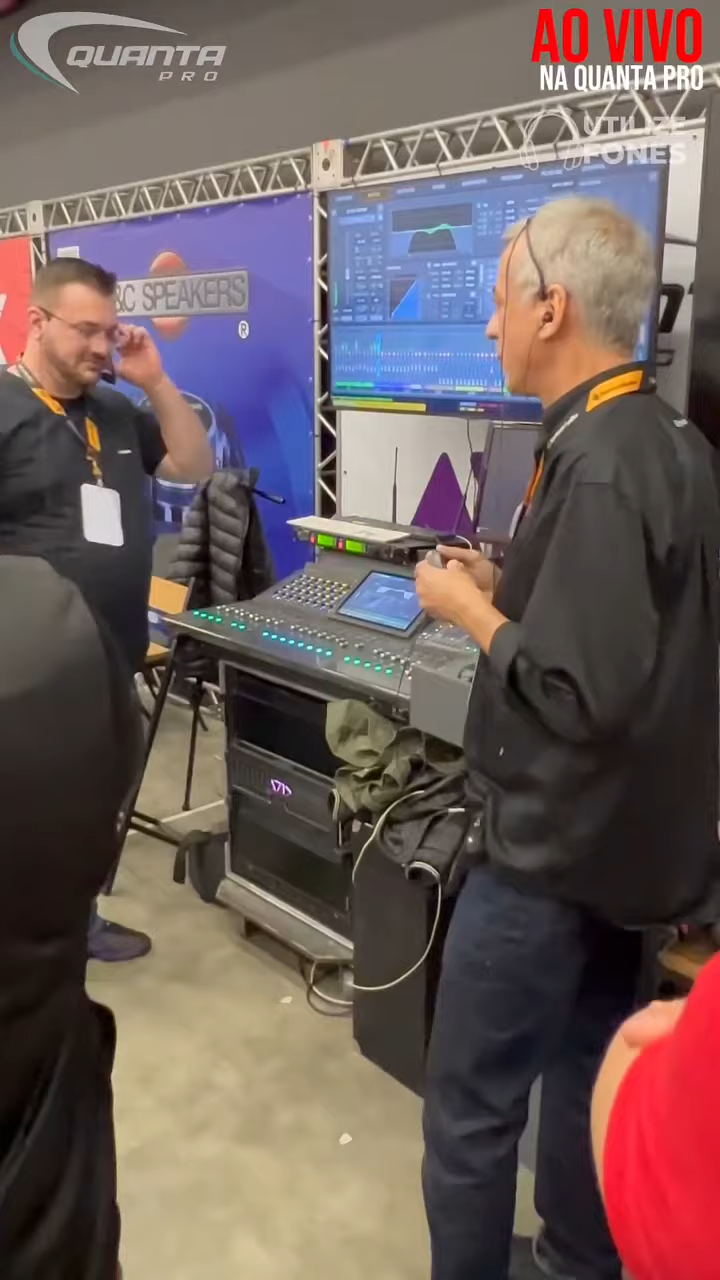 QUANTA
PRO
AO VIVO
NA QUANTA PRO
UTILIZE
FONES
&C SPEAKERS
®